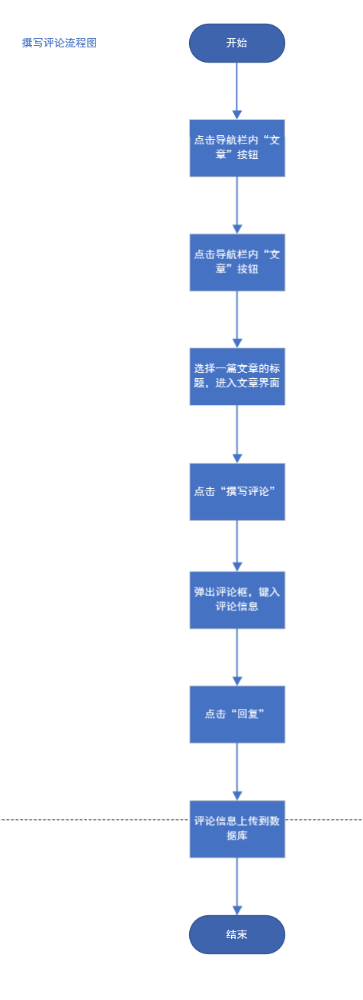 撰写评论流程图
开始
点击导航栏内“文
章”按钮
点击导航栏内“文
章”按钮
选择一篇文章的标
题，进入文章界面
点击“撰写评论”
弹出评论框，键入
评论信息
点击“回复”
评论信息上传到数
据库
结束